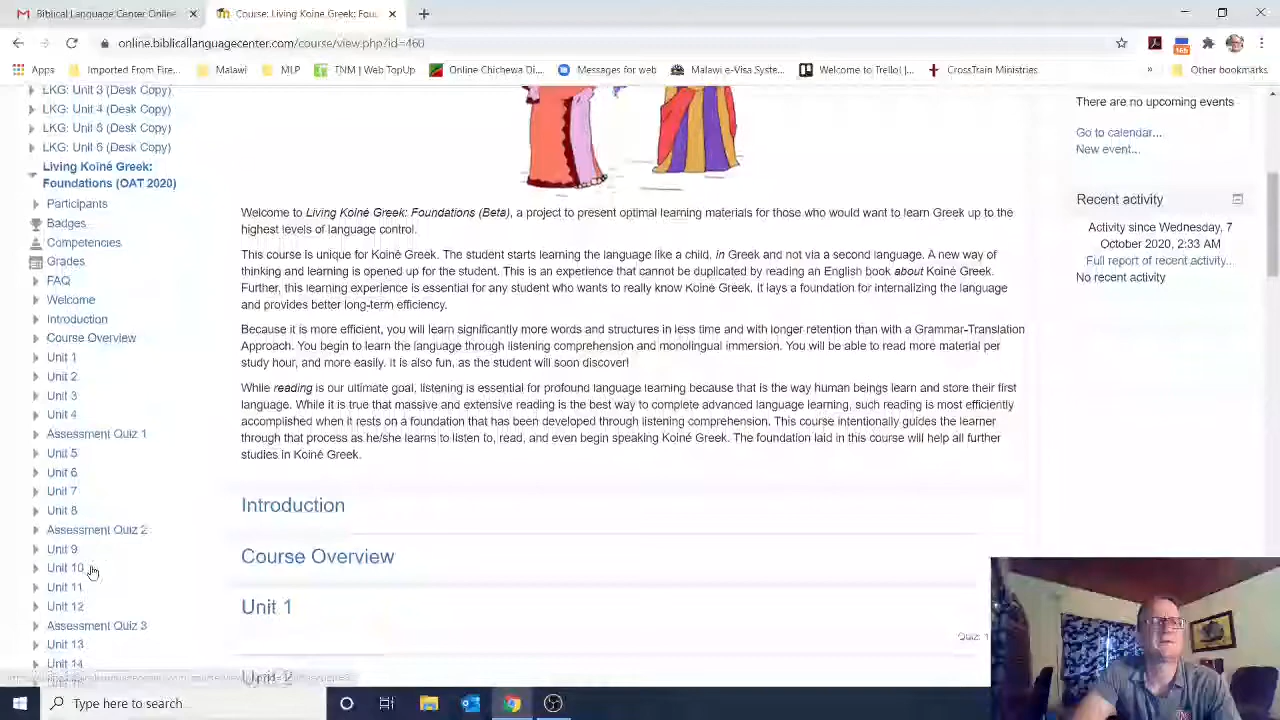 Biblical Language Center Online
Course: Living Koiné Greek: Fou
online.biblicallanguagecenter.com/course/view.php?id=460
165
Apps Imported From Fire... Malawi MLP TNM | Web TopUp Online Chichewa Di... Messages for web Malawi e-Visa Syste... Welcome to Trello! |... CrossTrain Ministries » Other bookmarks
LKG: Unit 3 (Desk Copy)
LKG: Unit 4 (Desk Copy)
LKG: Unit 5 (Desk Copy)
LKG: Unit 6 (Desk Copy)
Living Koiné Greek:
Foundations (OAT 2020)
Participants
Badges
Competencies
Grades
FAQ
Welcome
Introduction
Course Overview
Unit 1
Unit 2
Unit 3
Unit 4
Assessment Quiz 1
Unit 5
Unit 6
Unit 7
Unit 8
Assessment Quiz 2
Unit 9
Unit 10
Unit 11
Unit 12
Assessment Quiz 3
Unit 13
Unit 14
Welcome to Living Koiné Greek: Foundations (Beta), a project to present optimal learning materials for those who would want to learn Greek up to the
highest levels of language control.
This course is unique for Koiné Greek. The student starts learning the language like a child, in Greek and not via a second language. A new way of
thinking and learning is opened up for the student. This is an experience that cannot be duplicated by reading an English book about Koiné Greek.
Further, this learning experience is essential for any student who wants to really know Koiné Greek. It lays a foundation for internalizing the language
and provides better long-term efficiency.
Because it is more efficient, you will learn significantly more words and structures in less time and with longer retention than with a Grammar-Translation
Approach. You begin to learn the language through listening comprehension and monolingual immersion. You will be able to read more material per
study hour, and more easily. It is also fun, as the student will soon discover!
While reading is our ultimate goal, listening is essential for profound language learning because that is the way human beings learn and store their first
language. While it is true that massive and extensive reading is the best way to complete advanced language learning, such reading is most efficiently
accomplished when it rests on a foundation that has been developed through listening comprehension. This course intentionally guides the learner
through that process as he/she learns to listen to, read, and even begin speaking Koiné Greek. The foundation laid in this course will help all further
studies in Koiné Greek.
Introduction
Course Overview
Unit 1
Quiz: 1
Unit 2
There are no upcoming events
Go to calendar...
New event...
Recent activity
Activity since Wednesday, 7
October 2020, 2:33 AM
Full report of recent activity...
No recent activity
Type here to search